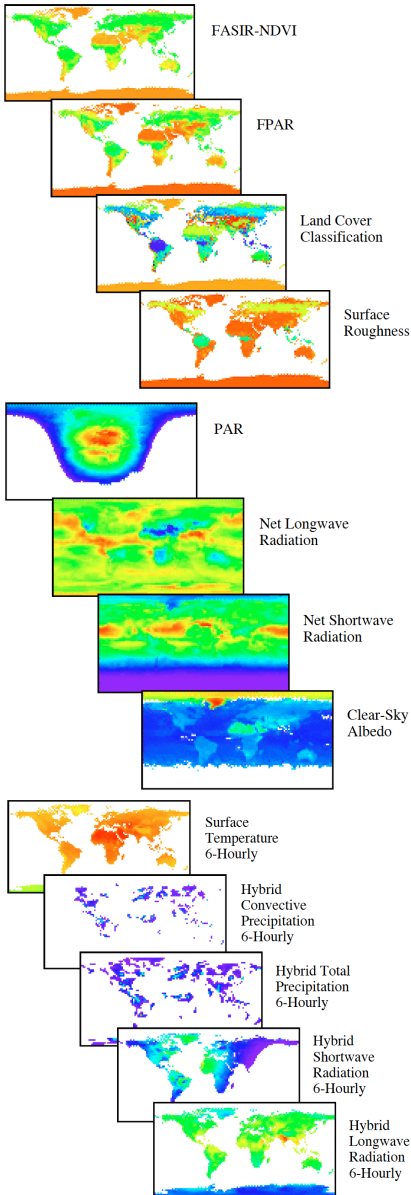 FASIR-NDVI
FPAR
Land Cover
Classification
Surface
Roughness
PAR
Net Longwave
Radiation
Net Shortwave
Radiation
Clear-Sky
Albedo
Surface
Temperature
6-Hourly
Hybrid
Convective
Precipitation
6-Hourly
Hybrid Total
Precipitation
6-Hourly
Hybrid
Shortwave
Radiation
6-Hourly
Hybrid
Longwave
Radiation
6-Hourly